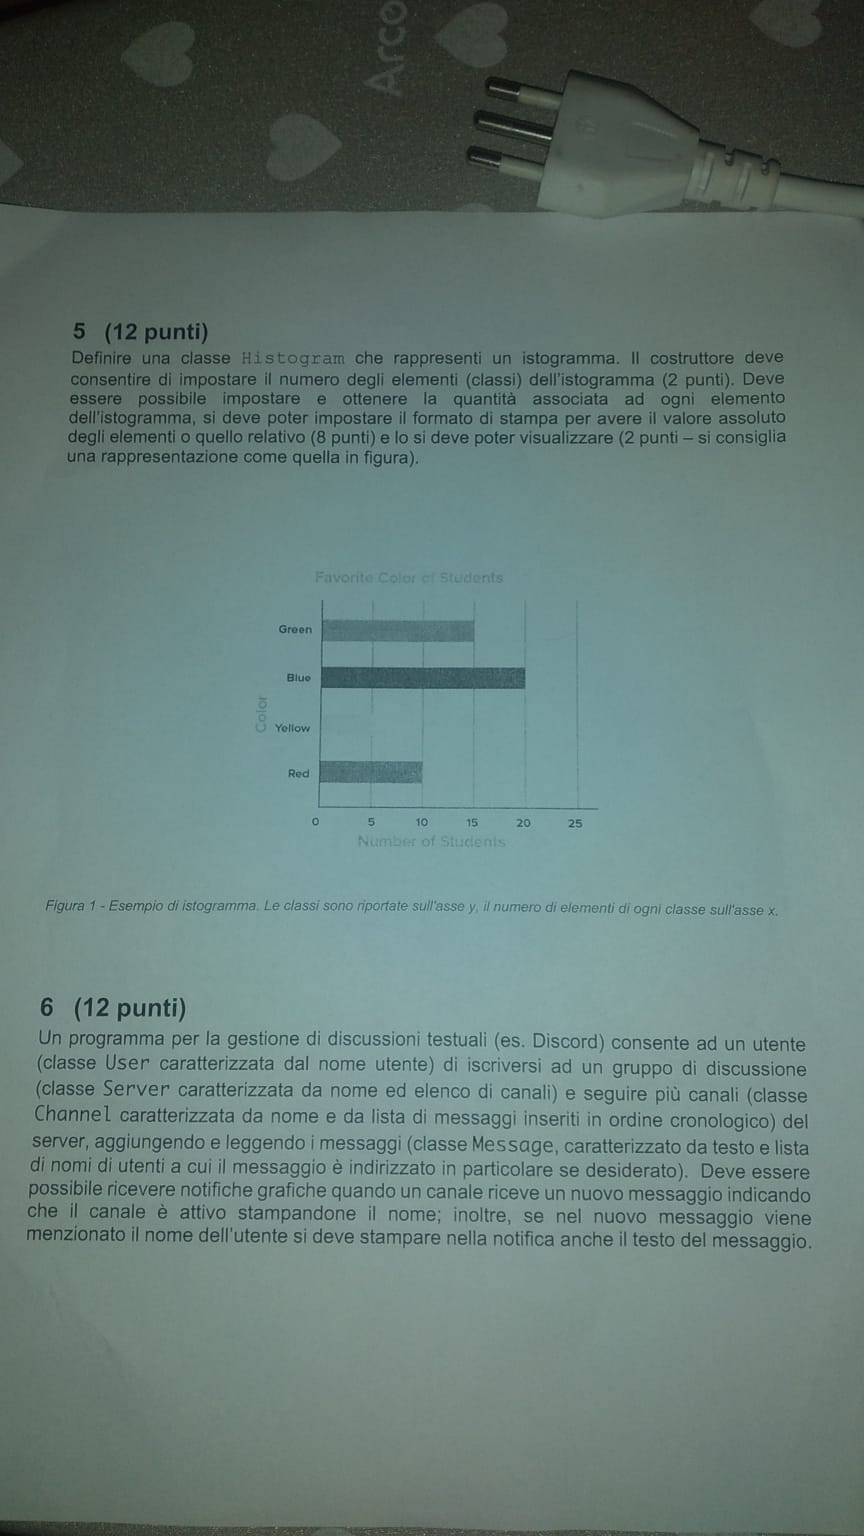 Arco
5 (12 punti)
Definire una classe Histogram che rappresenti un istogramma. Il costruttore deve
consentire di impostare il numero degli elementi (classi) dell'istogramma (2 punti). Deve
essere possibile impostare e ottenere la quantità associata ad ogni elemento
dell'istogramma, si deve poter impostare il formato di stampa per avere il valore assoluto
degli elementi o quello relativo (8 punti) e lo si deve poter visualizzare (2 punti – si consiglia
una rappresentazione come quella in figura).
Favorite Color of Students
Green
Blue
Color
Yellow
Red
0 5 10 15 20 25
Number of Students
Figura 1 - Esempio di istogramma. Le classi sono riportate sull'asse y, il numero di elementi di ogni classe sull'asse x.
6 (12 punti)
Un programma per la gestione di discussioni testuali (es. Discord) consente ad un utente
(classe User caratterizzata dal nome utente) di iscriversi ad un gruppo di discussione
(classe Server caratterizzata da nome ed elenco di canali) e seguire più canali (classe
Channel caratterizzata da nome e da lista di messaggi inseriti in ordine cronologico) del
server, aggiungendo e leggendo i messaggi (classe Message, caratterizzato da testo e lista
di nomi di utenti a cui il messaggio è indirizzato in particolare se desiderato). Deve essere
possibile ricevere notifiche grafiche quando un canale riceve un nuovo messaggio indicando
che il canale è attivo stampandone il nome; inoltre, se nel nuovo messaggio viene
menzionato il nome dell'utente si deve stampare nella notifica anche il testo del messaggio.